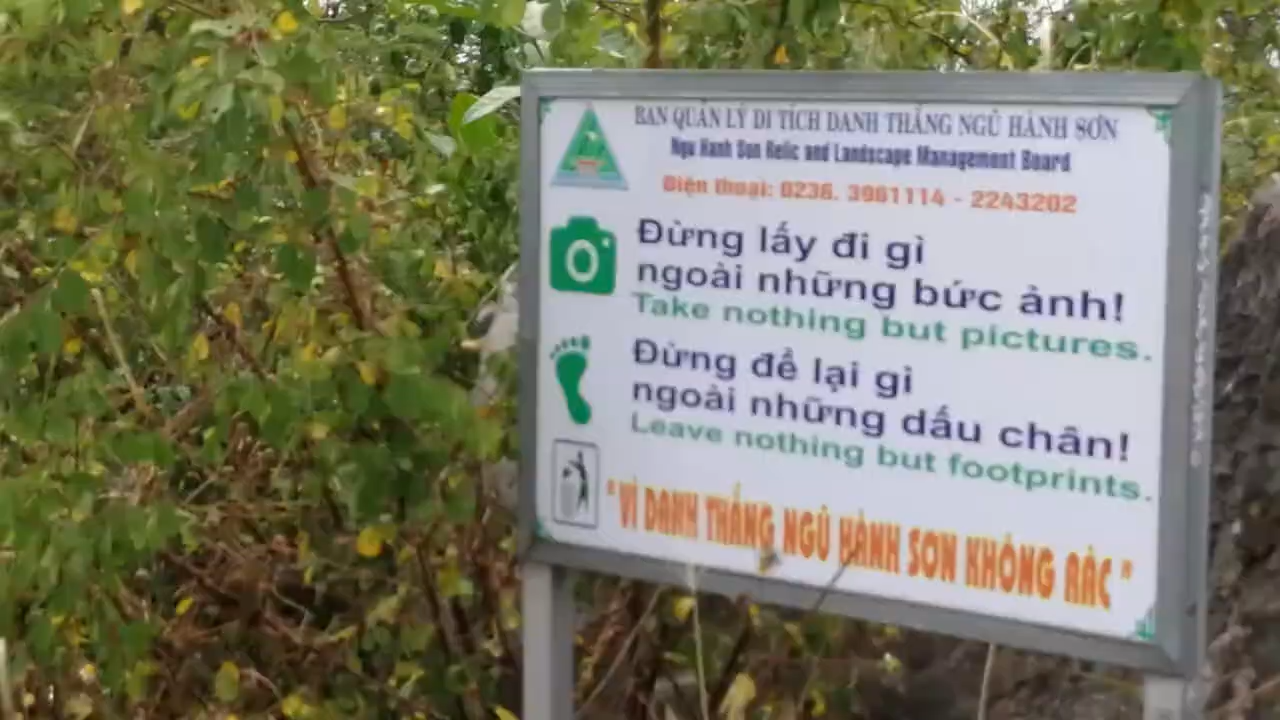 BAN QUẢN LÝ DI TÍCH DANH THẮNG NGŨ HÀNH SƠN
Ngu Hanh Son Relic and Landscape Management Board
Điện thoại: 0236. 3961114 - 2243202
Đừng lấy đi gì
ngoài những bức ảnh!
Take nothing but pictures.
Đừng để lại gì
ngoài những dấu chân!
Leave nothing but footprints.
"VÌ DANH THẮNG NGŨ HÀNH SƠN KHÔNG RÁC"